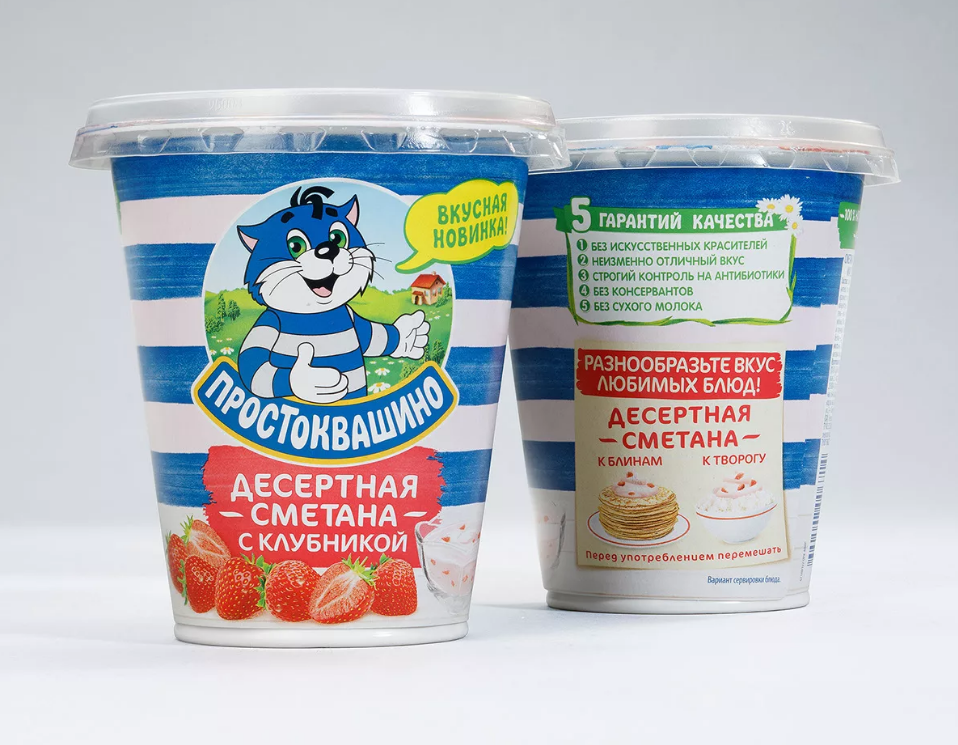 ВКУСНАЯ
НОВИНКА!
ПРОСТОКВАШИНО
ДЕСЕРТНАЯ
– СМЕТАНА –
С КЛУБНИКОЙ
5 ГАРАНТИЙ КАЧЕСТВА
1 БЕЗ ИСКУССТВЕННЫХ КРАСИТЕЛЕЙ
2 НЕИЗМЕННО ОТЛИЧНЫЙ ВКУС
3 СТРОГИЙ КОНТРОЛЬ НА АНТИБИОТИКИ
4 БЕЗ КОНСЕРВАНТОВ
5 БЕЗ СУХОГО МОЛОКА
РАЗНООБРАЗЬТЕ ВКУС
ЛЮБИМЫХ БЛЮД!
ДЕСЕРТНАЯ
– СМЕТАНА –
К БЛИНАМ К ТВОРОГУ
Перед употреблением перемешать
Вариант сервировки блюда.